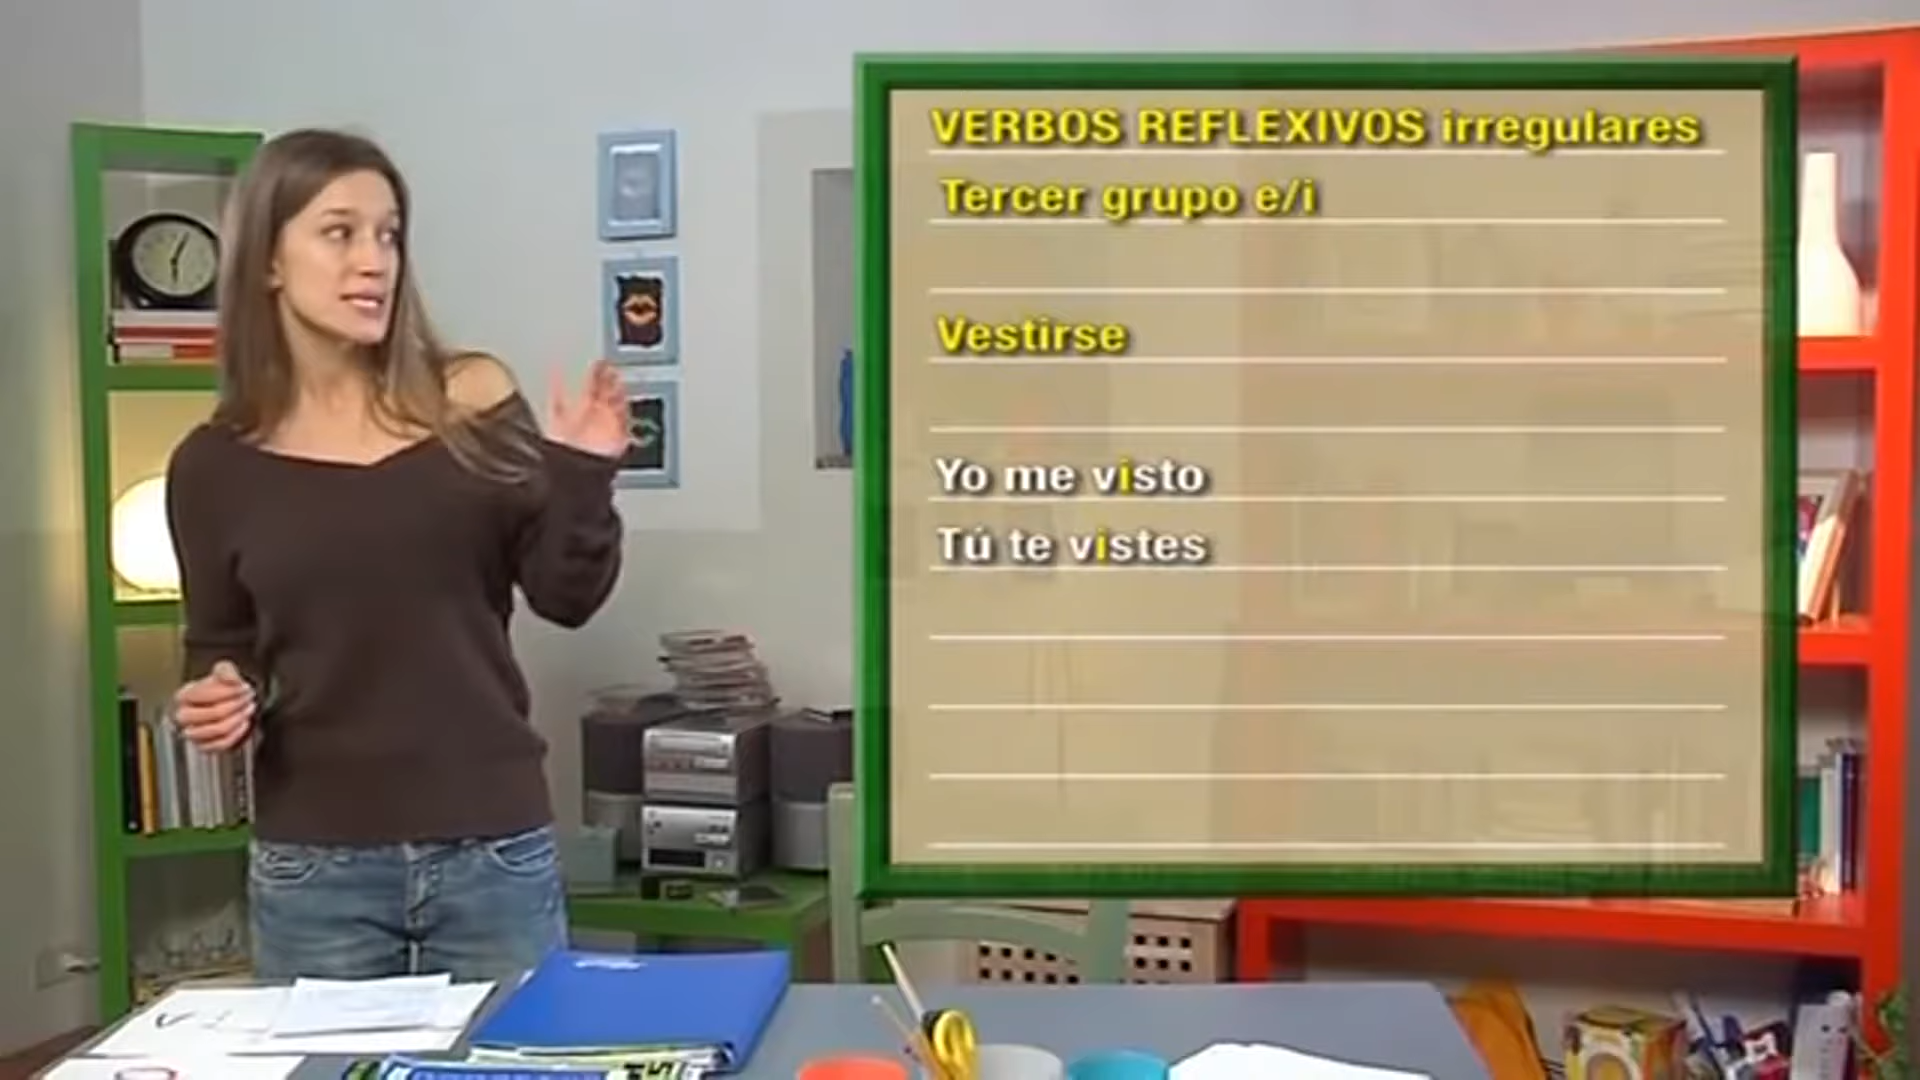 VERBOS REFLEXIVOS irregulares
Tercer grupo e/i
Vestirse
Yo me visto
Tú te vistes